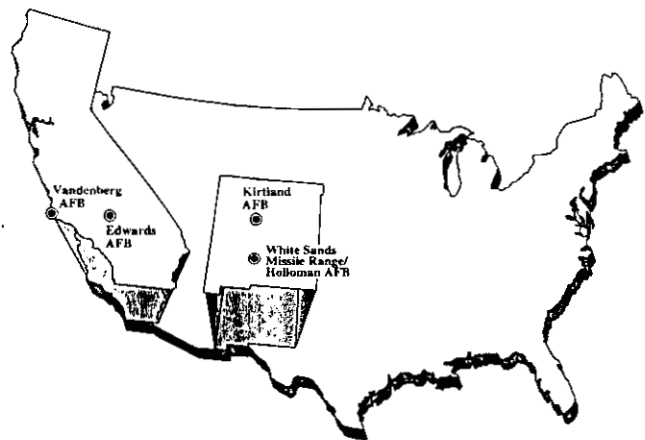 Vandenberg
AFB
Edwards
AFB
Kirtland
AFB
White Sands
Missile Range/
Holloman AFB